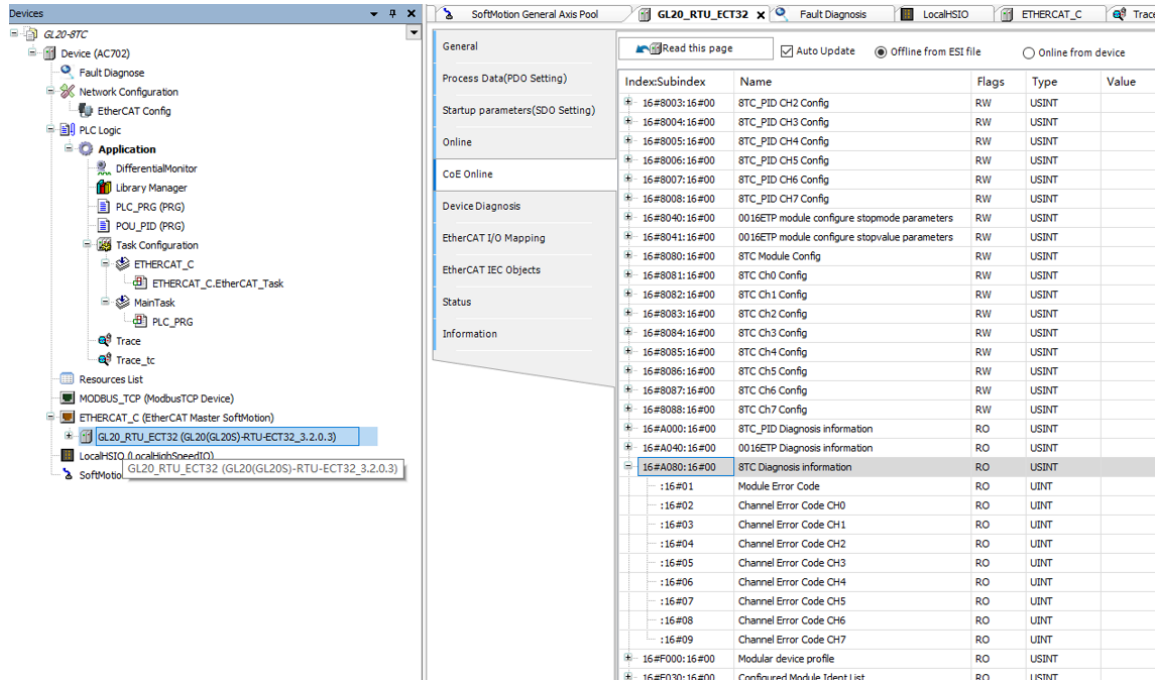 Devices
GL20-8TC
Device (AC702)
Fault Diagnose
Network Configuration
EtherCAT Config
PLC Logic
Application
DifferentialMonitor
Library Manager
PLC_PRG (PRG)
POU_PID (PRG)
Task Configuration
ETHERCAT_C
ETHERCAT_C.EtherCAT_Task
MainTask
PLC_PRG
Trace
Trace_tc
Resources List
MODBUS_TCP (ModbusTCP Device)
ETHERCAT_C (EtherCAT Master SoftMotion)
GL20_RTU_ECT32 (GL20(GL20S)-RTU-ECT32_3.2.0.3)
LocalHSIO (LocalHighSpeedIO)
GL20_RTU_ECT32 (GL20(GL20S)-RTU-ECT32_3.2.0.3)
SoftMotion
SoftMotion General Axis Pool GL20_RTU_ECT32 Fault Diagnosis LocalHSIO ETHERCAT_C Trace
General
Process Data(PDO Setting)
Startup parameters(SDO Setting)
Online
CoE Online
Device Diagnosis
EtherCAT I/O Mapping
EtherCAT IEC Objects
Status
Information
Read this page Auto Update Offline from ESI file Online from device
Index:Subindex Name Flags Type Value
16#8003:16#00 8TC_PID CH2 Config RW USINT
16#8004:16#00 8TC_PID CH3 Config RW USINT
16#8005:16#00 8TC_PID CH4 Config RW USINT
16#8006:16#00 8TC_PID CH5 Config RW USINT
16#8007:16#00 8TC_PID CH6 Config RW USINT
16#8008:16#00 8TC_PID CH7 Config RW USINT
16#8040:16#00 0016ETP module configure stopmode parameters RW USINT
16#8041:16#00 0016ETP module configure stopvalue parameters RW USINT
16#8080:16#00 8TC Module Config RW USINT
16#8081:16#00 8TC Ch0 Config RW USINT
16#8082:16#00 8TC Ch1 Config RW USINT
16#8083:16#00 8TC Ch2 Config RW USINT
16#8084:16#00 8TC Ch3 Config RW USINT
16#8085:16#00 8TC Ch4 Config RW USINT
16#8086:16#00 8TC Ch5 Config RW USINT
16#8087:16#00 8TC Ch6 Config RW USINT
16#8088:16#00 8TC Ch7 Config RW USINT
16#A000:16#00 8TC_PID Diagnosis information RO USINT
16#A040:16#00 0016ETP Diagnosis information RO USINT
16#A080:16#00 8TC Diagnosis information RO USINT
:16#01 Module Error Code RO UINT
:16#02 Channel Error Code CH0 RO UINT
:16#03 Channel Error Code CH1 RO UINT
:16#04 Channel Error Code CH2 RO UINT
:16#05 Channel Error Code CH3 RO UINT
:16#06 Channel Error Code CH4 RO UINT
:16#07 Channel Error Code CH5 RO UINT
:16#08 Channel Error Code CH6 RO UINT
:16#09 Channel Error Code CH7 RO UINT
16#F000:16#00 Modular device profile RO USINT
16#F030:16#00 Configured Module Ident List RO USINT